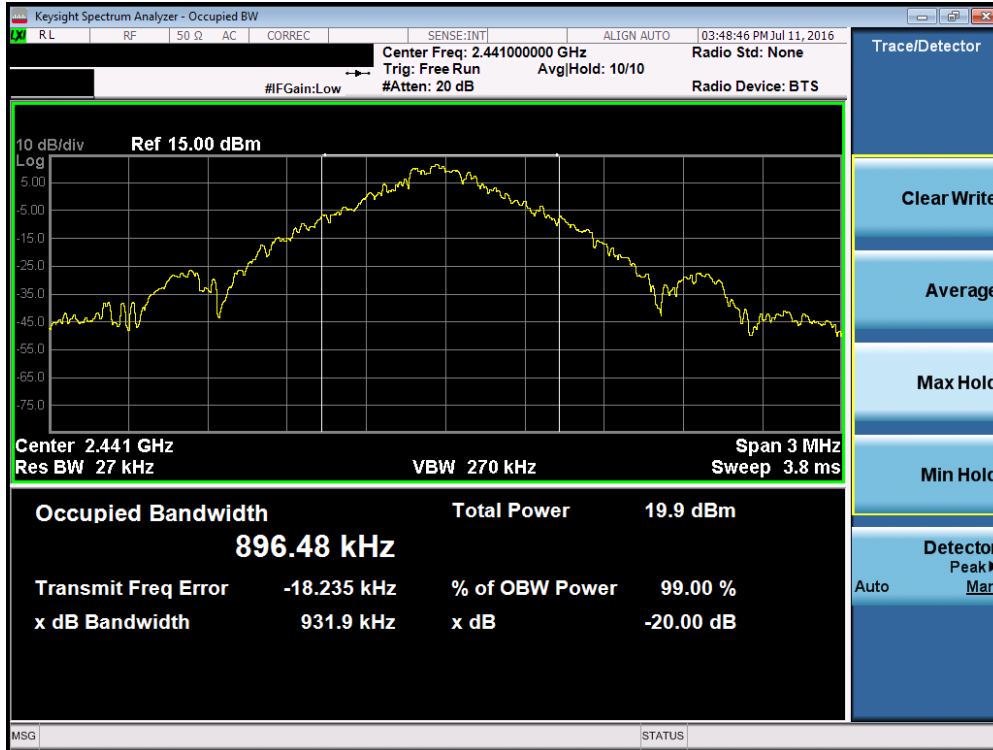 Keysight Spectrum Analyzer - Occupied BW
LXI RL RF 50 Ω AC CORREC SENSE:INT ALIGN AUTO 03:48:46 PM Jul 11, 2016
Center Freq: 2.441000000 GHz Radio Std: None
Trig: Free Run Avg|Hold: 10/10
#IFGain:Low #Atten: 20 dB Radio Device: BTS
10 dB/div Ref 15.00 dBm
Log
5.00
-5.00
-15.0
-25.0
-35.0
-45.0
-55.0
-65.0
-75.0
Center 2.441 GHz Span 3 MHz
Res BW 27 kHz VBW 270 kHz Sweep 3.8 ms
Occupied Bandwidth Total Power 19.9 dBm
896.48 kHz
Transmit Freq Error -18.235 kHz % of OBW Power 99.00 %
x dB Bandwidth 931.9 kHz x dB -20.00 dB
MSG STATUS
Trace/Detector
Clear Write
Average
Max Hold
Min Hold
Detector
Peak
Auto Man